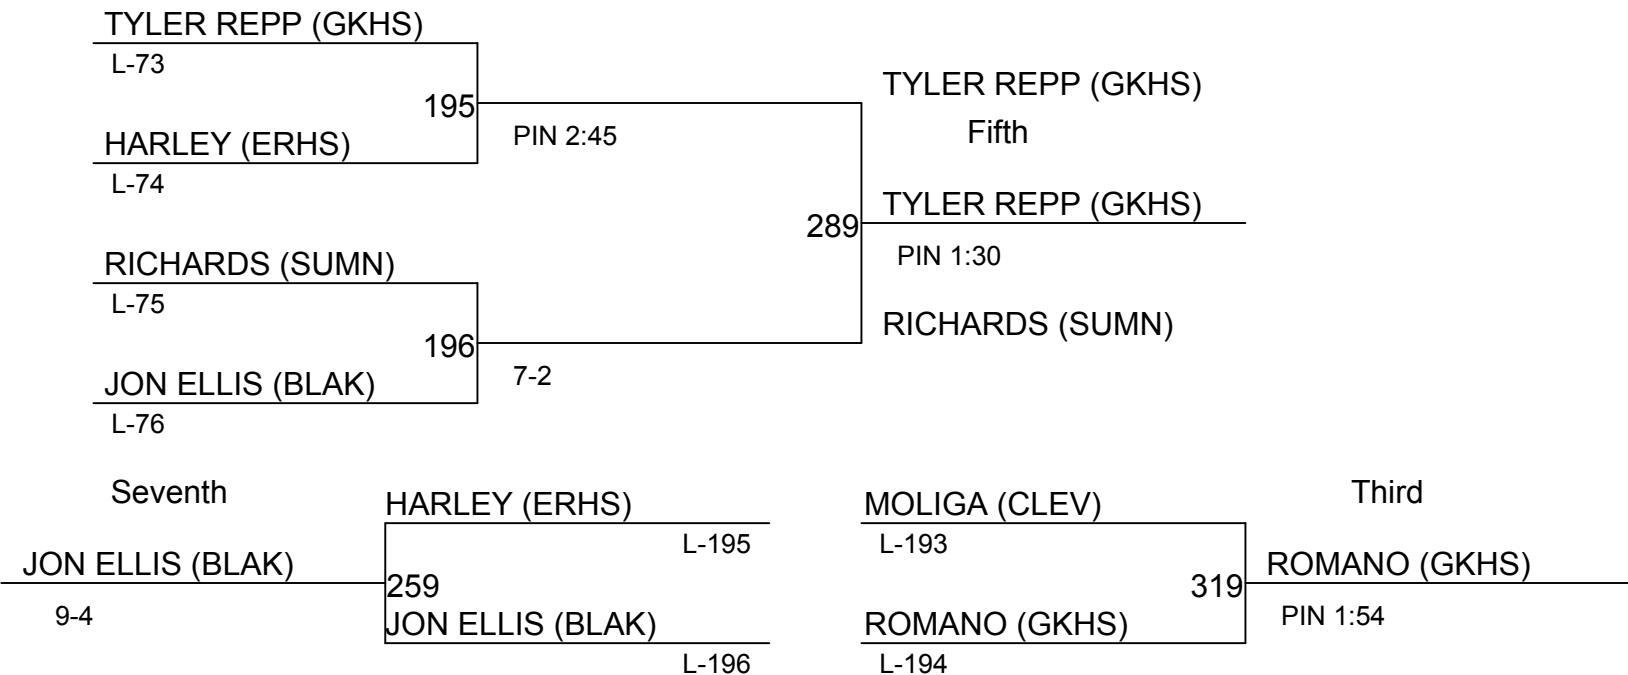 TYLER REPP (GKHS)
L-73
195
HARLEY (ERHS)
L-74
PIN 2:45
RICHARDS (SUMN)
L-75
196
JON ELLIS (BLAK)
L-76
7-2
TYLER REPP (GKHS)
Fifth
289
TYLER REPP (GKHS)
PIN 1:30
RICHARDS (SUMN)
Seventh
HARLEY (ERHS)
L-195
JON ELLIS (BLAK)
259
9-4
JON ELLIS (BLAK)
L-196
MOLIGA (CLEV)
L-193
Third
319
ROMANO (GKHS)
PIN 1:54
ROMANO (GKHS)
L-194